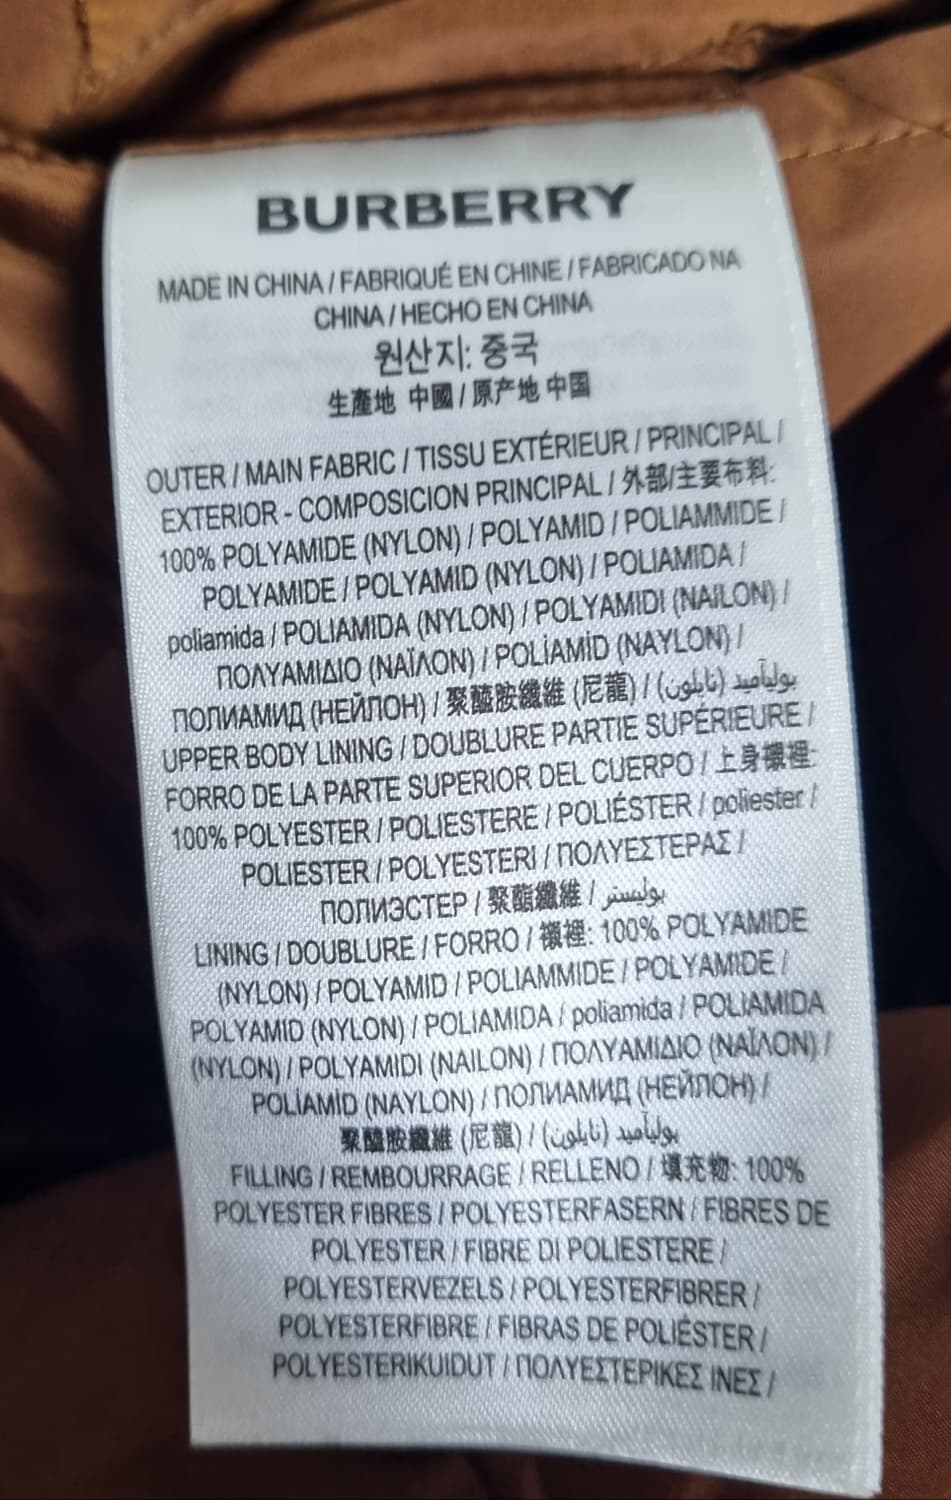 BURBERRY
MADE IN CHINA / FABRIQUÉ EN CHINE / FABRICADO NA
CHINA / HECHO EN CHINA
원산지: 중국
生產地 中國 / 原产地 中国
OUTER / MAIN FABRIC / TISSU EXTÉRIEUR / PRINCIPAL /
EXTERIOR - COMPOSICION PRINCIPAL / 外部/主要布料:
100% POLYAMIDE (NYLON) / POLYAMID / POLIAMMIDE /
POLYAMIDE / POLYAMID (NYLON) / POLIAMIDA /
poliamida / POLIAMIDA (NYLON) / POLYAMIDI (NAILON) /
ΠΟΛΥΑΜΙΔΙΟ (ΝΑΪΛΟΝ) / POLİAMİD (NAYLON) /
ПОЛИАМИД (НЕЙЛОН) / 聚醯胺纖維 (尼龍) / بوليآميد (نايلون)
UPPER BODY LINING / DOUBLURE PARTIE SUPÉRIEURE /
FORRO DE LA PARTE SUPERIOR DEL CUERPO / 上身襯裡:
100% POLYESTER / POLIESTERE / POLIÉSTER / poliester /
POLIESTER / POLYESTERI / ΠΟΛΥΕΣΤΕΡΑΣ /
ПОЛИЭСТЕР / 聚酯纖維 / بوليستر
LINING / DOUBLURE / FORRO / 襯裡: 100% POLYAMIDE
(NYLON) / POLYAMID / POLIAMMIDE / POLYAMIDE /
POLYAMID (NYLON) / POLIAMIDA / poliamida / POLIAMIDA
(NYLON) / POLYAMIDI (NAILON) / ΠΟΛΥΑΜΙΔΙΟ (ΝΑΪΛΟΝ) /
POLİAMİD (NAYLON) / ПОЛИАМИД (НЕЙЛОН) /
聚醯胺纖維 (尼龍) / بوليآميد (نايلون)
FILLING / REMBOURRAGE / RELLENO / 填充物: 100%
POLYESTER FIBRES / POLYESTERFASERN / FIBRES DE
POLYESTER / FIBRE DI POLIESTERE /
POLYESTERVEZELS / POLYESTERFIBRER /
POLYESTERFIBRE / FIBRAS DE POLIÉSTER /
POLYESTERIKUIDUT / ΠΟΛΥΕΣΤΕΡΙΚΕΣ ΙΝΕΣ /